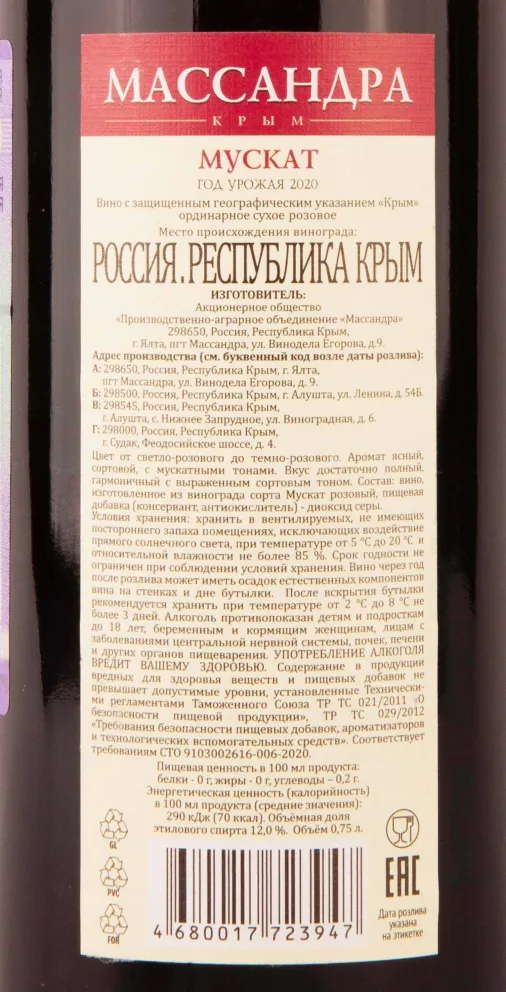 МАССАНДРА
КРЫМ
МУСКАТ
ГОД УРОЖАЯ 2020
Вино с защищенным географическим указанием «Крым»
ординарное сухое розовое
Место происхождения винограда:
РОССИЯ.РЕСПУБЛИКА КРЫМ
ИЗГОТОВИТЕЛЬ:
Акционерное общество
«Производственно-аграрное объединение «Массандра»
298650, Россия, Республика Крым,
г. Ялта, пгт Массандра, ул. Винодела Егорова, д.9.
Адрес производства (см. буквенный код возле даты розлива):
А: 298650, Россия, Республика Крым, г. Ялта,
пгт Массандра, ул. Винодела Егорова, д. 9.
Б: 298500, Россия, Республика Крым, г. Алушта, ул. Ленина, д. 54Б.
В: 298545, Россия, Республика Крым,
г. Алушта, с. Нижнее Запрудное, ул. Виноградная, д. 6.
Г: 298000, Россия, Республика Крым,
г. Судак, Феодосийское шоссе, д. 4.
Цвет от светло-розового до темно-розового. Аромат ясный,
сортовой, с мускатными тонами. Вкус достаточно полный,
гармоничный с выраженным сортовым тоном. Состав: вино,
изготовленное из винограда сорта Мускат розовый, пищевая
добавка (консервант, антиокислитель) - диоксид серы.
Условия хранения: хранить в вентилируемых, не имеющих
постороннего запаха помещениях, исключающих воздействие
прямого солнечного света, при температуре от 5 °С до 20 °С и
относительной влажности не более 85 %. Срок годности не
ограничен при соблюдении условий хранения. Вино через год
после розлива может иметь осадок естественных компонентов
вина на стенках и дне бутылки. После вскрытия бутылки
рекомендуется хранить при температуре от 2 °С до 8 °С не
более 3 дней. Алкоголь противопоказан детям и подросткам
до 18 лет, беременным и кормящим женщинам, лицам с
заболеваниями центральной нервной системы, почек, печени
и других органов пищеварения. УПОТРЕБЛЕНИЕ АЛКОГОЛЯ
ВРЕДИТ ВАШЕМУ ЗДОРОВЬЮ. Содержание в продукции
вредных для здоровья веществ и пищевых добавок не
превышает допустимые уровни, установленные Технически-
ми регламентами Таможенного Союза ТР ТС 021/2011 «О
безопасности пищевой продукции», ТР ТС 029/2012
«Требования безопасности пищевых добавок, ароматизаторов
и технологических вспомогательных средств». Соответствует
требованиям СТО 9103002616-006-2020.
Пищевая ценность в 100 мл продукта:
белки - 0 г, жиры - 0 г, углеводы – 0,2 г.
Энергетическая ценность (калорийность)
в 100 мл продукта (средние значения):
290 кДж (70 ккал). Объёмная доля
этилового спирта 12,0 %. Объём 0,75 л.
GL
PVC
FOR
4 680017 723947
EAC
Дата розлива
указана
на этикетке